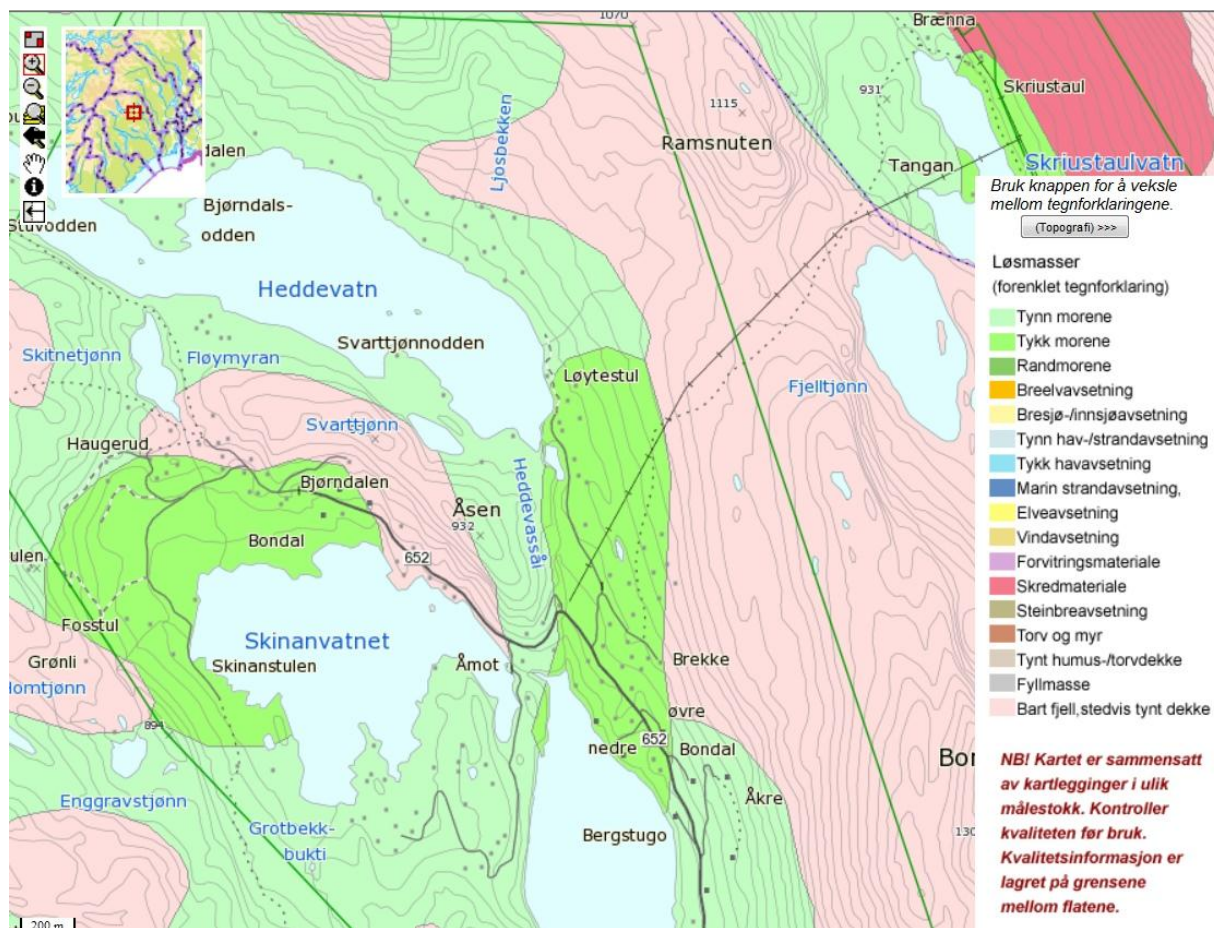 1070
Brænna
Skriustaul
931
1115
Ramsnuten
Ljosbekken
Tangan
Skriustaulvatn
dalen
Bjørndals-
odden
Stuvodden
Heddevatn
Svarttjønnodden
Skitnetjønn
Fløymyran
Løytestul
Fjelltjønn
Svarttjønn
Haugerud
Bjørndalen
Åsen
932
Heddevassåi
Bondal
652
ulen
Fosstul
Skinanvatnet
Grønli
Skinanstulen
Åmot
Brekke
Homtjønn
894
øvre
652
nedre
Bondal
Bon
Enggravstjønn
Åkre
Grotbekk-
bukti
Bergstugo
130
200 m
Bruk knappen for å veksle
mellom tegnforklaringene.
(Topografi) >>>
Løsmasser
(forenklet tegnforklaring)
Tynn morene
Tykk morene
Randmorene
Breelvavsetning
Bresjø-/innsjøavsetning
Tynn hav-/strandavsetning
Tykk havavsetning
Marin strandavsetning,
Elveavsetning
Vindavsetning
Forvitringsmateriale
Skredmateriale
Steinbreavsetning
Torv og myr
Tynt humus-/torvdekke
Fyllmasse
Bart fjell,stedvis tynt dekke
NB! Kartet er sammensatt
av kartlegginger i ulik
målestokk. Kontroller
kvaliteten før bruk.
Kvalitetsinformasjon er
lagret på grensene
mellom flatene.